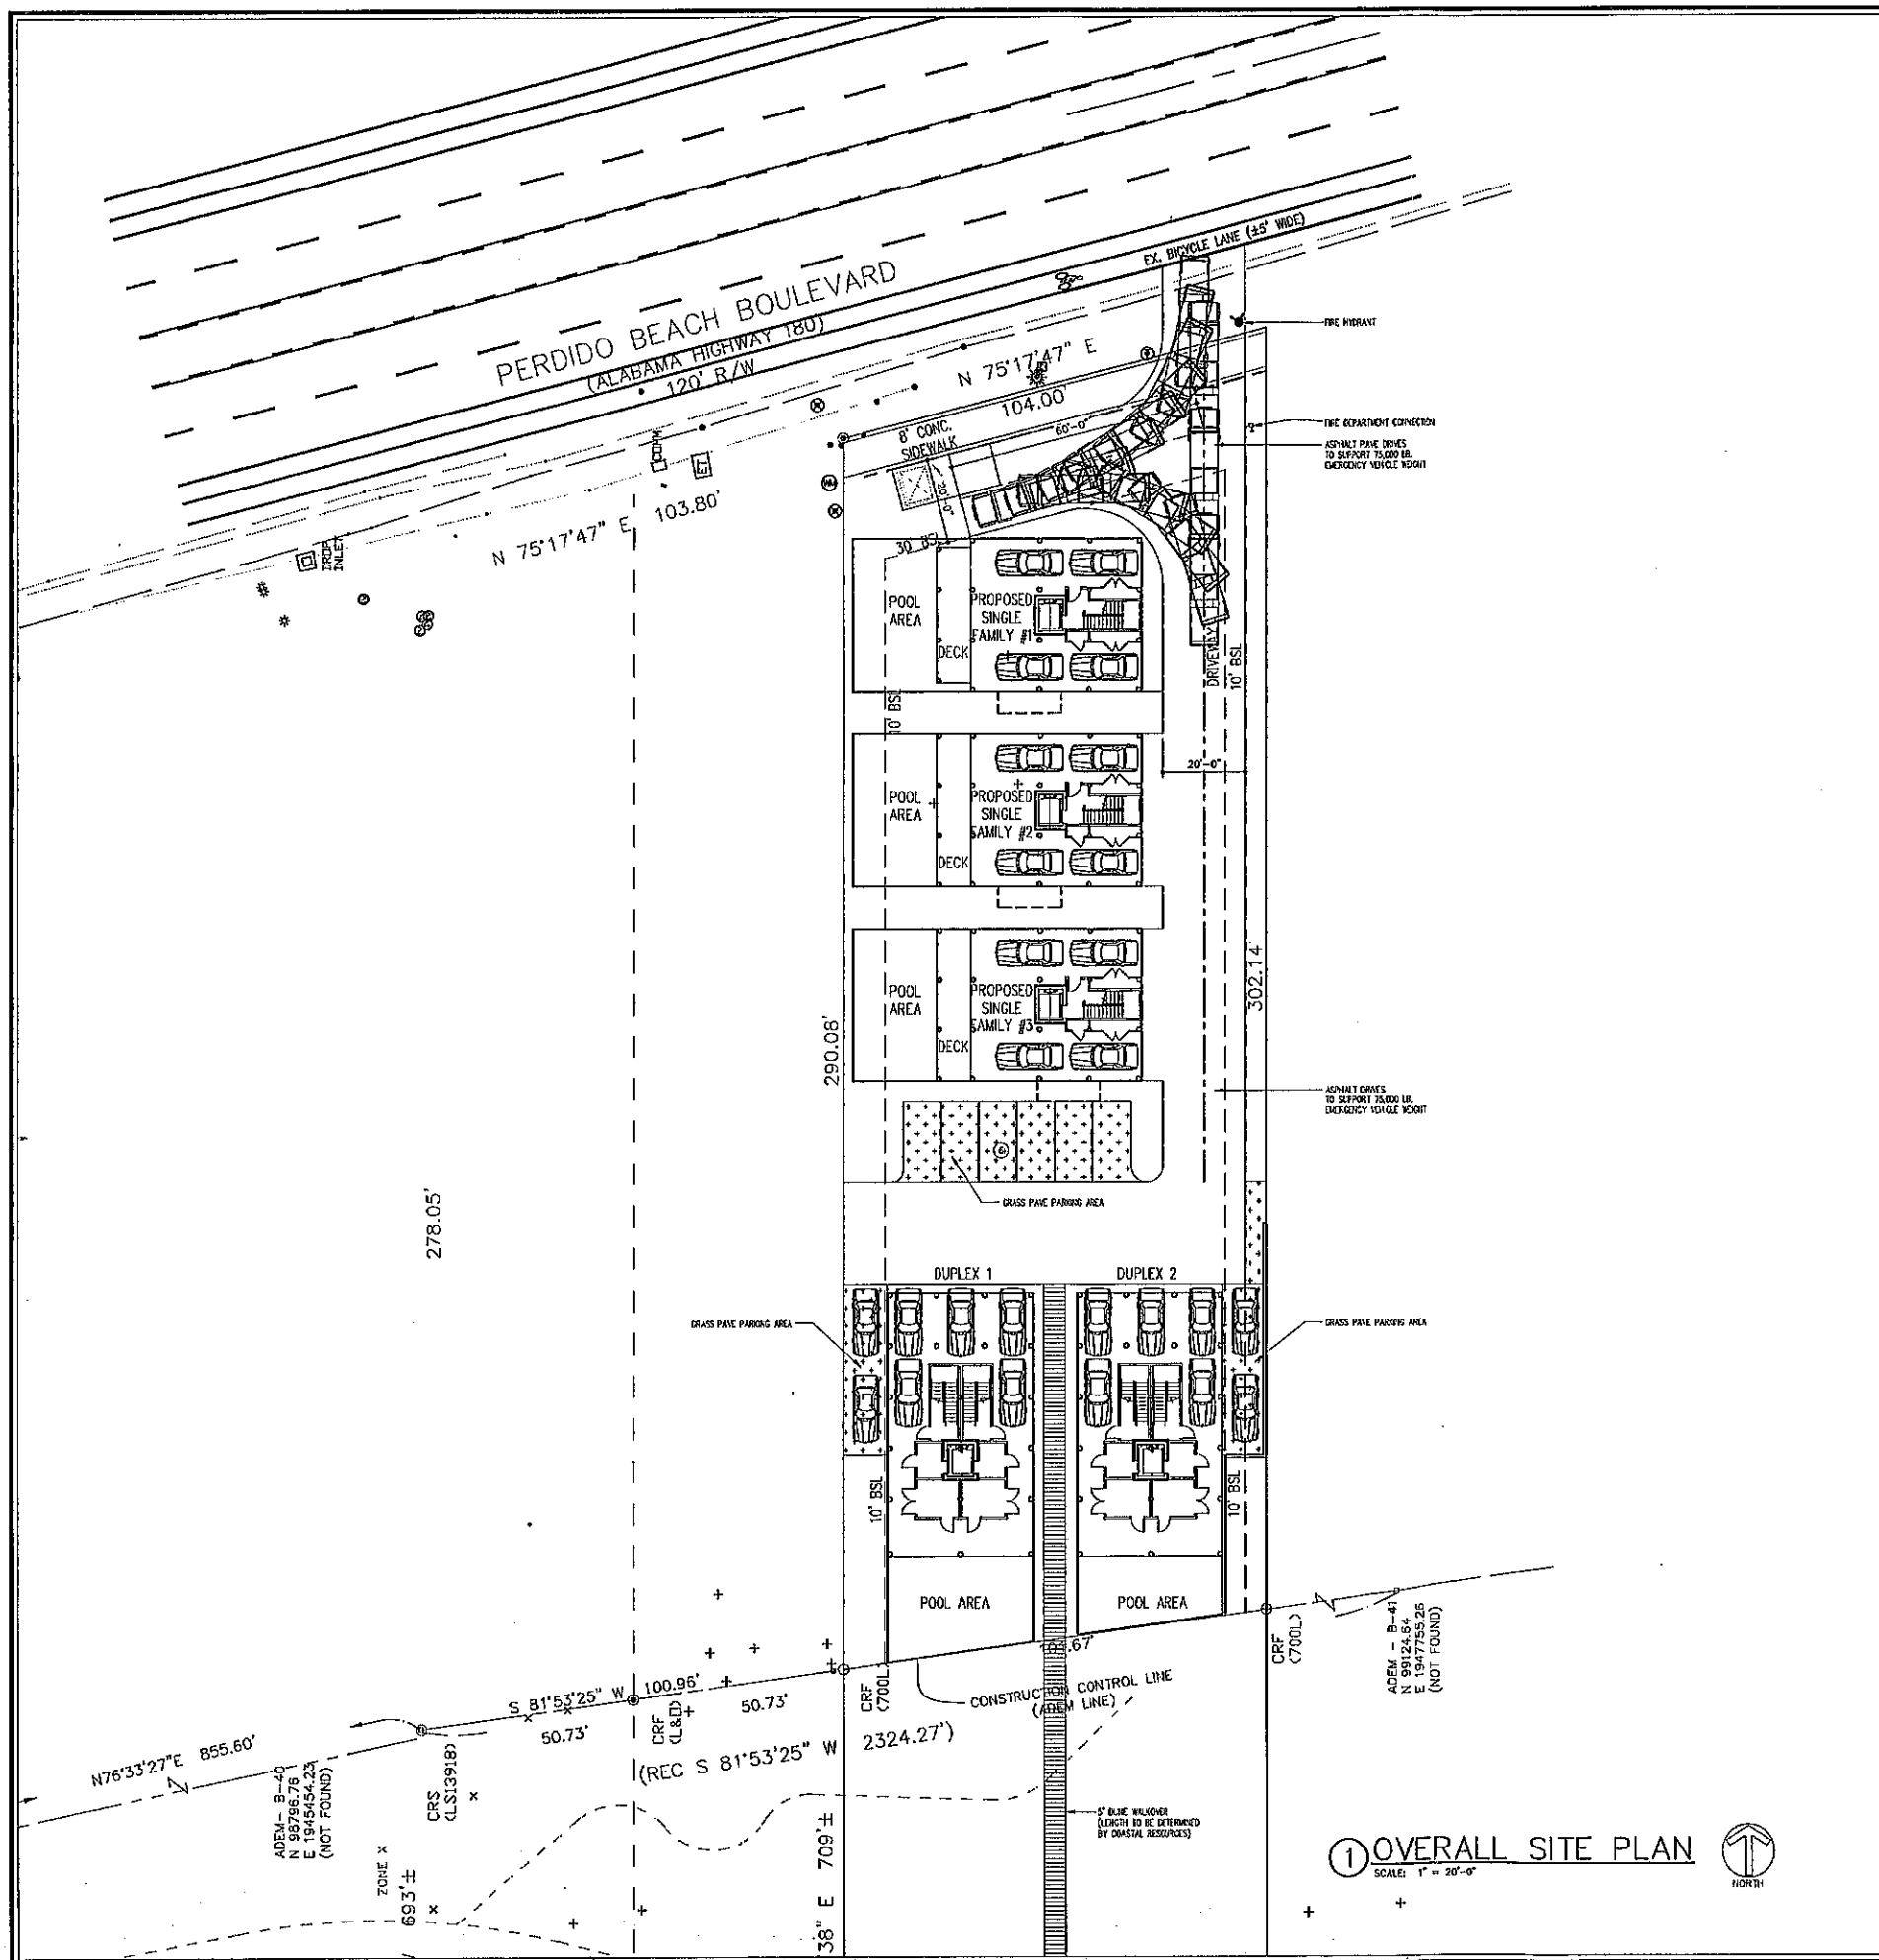 EX. BICYCLE LANE (±5' WIDE)
PERDIDO BEACH BOULEVARD
(ALABAMA HIGHWAY 180)
120' R/W
FIRE HYDRANT
N 75°17'47" E
104.00'
FIRE DEPARTMENT CONNECTION
60'-0"
8' CONC.
SIDEWALK
ASPHALT PAVE DRIVES
TO SUPPORT 75,000 LB.
EMERGENCY VEHICLE WEIGHT
20'-0"
N 75°17'47" E 103.80'
DROP
INLET
30 BSL
POOL
AREA
PROPOSED
SINGLE
FAMILY #1
DECK
DRIVEWAY
10' BSL
10' BSL
20'-0"
POOL
AREA
PROPOSED
SINGLE
FAMILY #2
DECK
POOL
AREA
PROPOSED
SINGLE
FAMILY #3
DECK
302.14'
290.08'
ASPHALT DRIVES
TO SUPPORT 75,000 LB.
EMERGENCY VEHICLE WEIGHT
GRASS PAVE PARKING AREA
278.05'
DUPLEX 1
DUPLEX 2
GRASS PAVE PARKING AREA
GRASS PAVE PARKING AREA
10' BSL
10' BSL
POOL AREA
POOL AREA
CRF
(700L)
ADEM - B-41
N 99124.64
E 1947755.26
(NOT FOUND)
CRF
(700L)
CONSTRUCTION CONTROL LINE
(ADEM LINE)
S 81°53'25" W
100.96'
50.73'
50.73'
CRF
(L&D)
(REC S 81°53'25" W 2324.27')
N76°33'27"E 855.60'
ADEM- B-40
N 98796.76
E 1945454.23
(NOT FOUND)
CRS
(LS13918)
ZONE X
693'±
38" E 709'±
5' DUNE WALKOVER
(LENGTH TO BE DETERMINED
BY COASTAL RESOURCES)
1 OVERALL SITE PLAN
SCALE: 1" = 20'-0"
NORTH